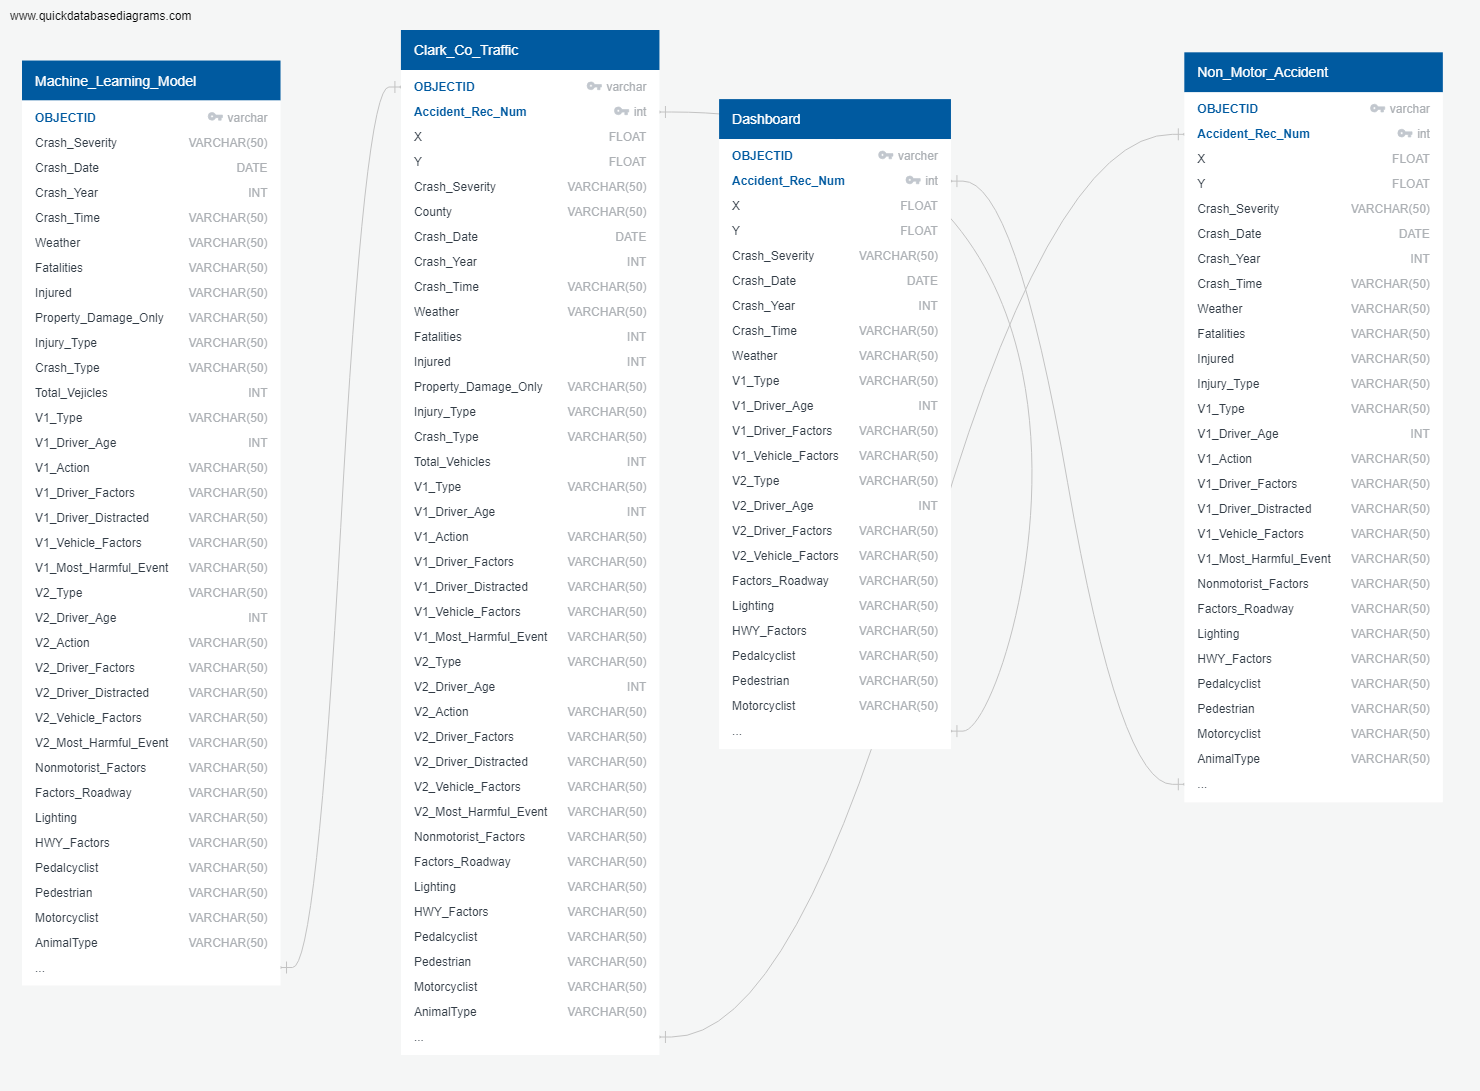 www.quickdatabasediagrams.com
Machine_Learning_Model
OBJECTID varchar
Crash_Severity VARCHAR(50)
Crash_Date DATE
Crash_Year INT
Crash_Time VARCHAR(50)
Weather VARCHAR(50)
Fatalities VARCHAR(50)
Injured VARCHAR(50)
Property_Damage_Only VARCHAR(50)
Injury_Type VARCHAR(50)
Crash_Type VARCHAR(50)
Total_Vejicles INT
V1_Type VARCHAR(50)
V1_Driver_Age INT
V1_Action VARCHAR(50)
V1_Driver_Factors VARCHAR(50)
V1_Driver_Distracted VARCHAR(50)
V1_Vehicle_Factors VARCHAR(50)
V1_Most_Harmful_Event VARCHAR(50)
V2_Type VARCHAR(50)
V2_Driver_Age INT
V2_Action VARCHAR(50)
V2_Driver_Factors VARCHAR(50)
V2_Driver_Distracted VARCHAR(50)
V2_Vehicle_Factors VARCHAR(50)
V2_Most_Harmful_Event VARCHAR(50)
Nonmotorist_Factors VARCHAR(50)
Factors_Roadway VARCHAR(50)
Lighting VARCHAR(50)
HWY_Factors VARCHAR(50)
Pedalcyclist VARCHAR(50)
Pedestrian VARCHAR(50)
Motorcyclist VARCHAR(50)
AnimalType VARCHAR(50)
...
Clark_Co_Traffic
OBJECTID varchar
Accident_Rec_Num int
X FLOAT
Y FLOAT
Crash_Severity VARCHAR(50)
County VARCHAR(50)
Crash_Date DATE
Crash_Year INT
Crash_Time VARCHAR(50)
Weather VARCHAR(50)
Fatalities INT
Injured INT
Property_Damage_Only VARCHAR(50)
Injury_Type VARCHAR(50)
Crash_Type VARCHAR(50)
Total_Vehicles INT
V1_Type VARCHAR(50)
V1_Driver_Age INT
V1_Action VARCHAR(50)
V1_Driver_Factors VARCHAR(50)
V1_Driver_Distracted VARCHAR(50)
V1_Vehicle_Factors VARCHAR(50)
V1_Most_Harmful_Event VARCHAR(50)
V2_Type VARCHAR(50)
V2_Driver_Age INT
V2_Action VARCHAR(50)
V2_Driver_Factors VARCHAR(50)
V2_Driver_Distracted VARCHAR(50)
V2_Vehicle_Factors VARCHAR(50)
V2_Most_Harmful_Event VARCHAR(50)
Nonmotorist_Factors VARCHAR(50)
Factors_Roadway VARCHAR(50)
Lighting VARCHAR(50)
HWY_Factors VARCHAR(50)
Pedalcyclist VARCHAR(50)
Pedestrian VARCHAR(50)
Motorcyclist VARCHAR(50)
AnimalType VARCHAR(50)
...
Dashboard
OBJECTID varcher
Accident_Rec_Num int
X FLOAT
Y FLOAT
Crash_Severity VARCHAR(50)
Crash_Date DATE
Crash_Year INT
Crash_Time VARCHAR(50)
Weather VARCHAR(50)
V1_Type VARCHAR(50)
V1_Driver_Age INT
V1_Driver_Factors VARCHAR(50)
V1_Vehicle_Factors VARCHAR(50)
V2_Type VARCHAR(50)
V2_Driver_Age INT
V2_Driver_Factors VARCHAR(50)
V2_Vehicle_Factors VARCHAR(50)
Factors_Roadway VARCHAR(50)
Lighting VARCHAR(50)
HWY_Factors VARCHAR(50)
Pedalcyclist VARCHAR(50)
Pedestrian VARCHAR(50)
Motorcyclist VARCHAR(50)
...
Non_Motor_Accident
OBJECTID varchar
Accident_Rec_Num int
X FLOAT
Y FLOAT
Crash_Severity VARCHAR(50)
Crash_Date DATE
Crash_Year INT
Crash_Time VARCHAR(50)
Weather VARCHAR(50)
Fatalities VARCHAR(50)
Injured VARCHAR(50)
Injury_Type VARCHAR(50)
V1_Type VARCHAR(50)
V1_Driver_Age INT
V1_Action VARCHAR(50)
V1_Driver_Factors VARCHAR(50)
V1_Driver_Distracted VARCHAR(50)
V1_Vehicle_Factors VARCHAR(50)
V1_Most_Harmful_Event VARCHAR(50)
Nonmotorist_Factors VARCHAR(50)
Factors_Roadway VARCHAR(50)
Lighting VARCHAR(50)
HWY_Factors VARCHAR(50)
Pedalcyclist VARCHAR(50)
Pedestrian VARCHAR(50)
Motorcyclist VARCHAR(50)
AnimalType VARCHAR(50)
...